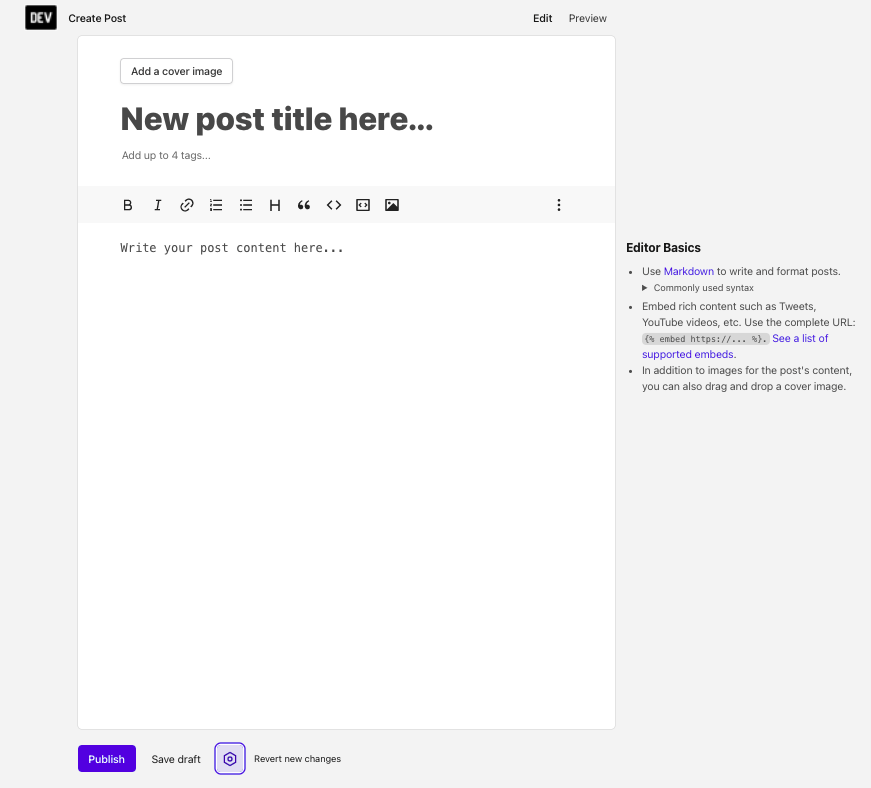 DEV Create Post Edit Preview
Add a cover image
New post title here...
Add up to 4 tags...
Write your post content here...
Editor Basics
Use Markdown to write and format posts.
Commonly used syntax
Embed rich content such as Tweets,
YouTube videos, etc. Use the complete URL:
{% embed https://... %}. See a list of
supported embeds.
In addition to images for the post's content,
you can also drag and drop a cover image.
Publish Save draft Revert new changes